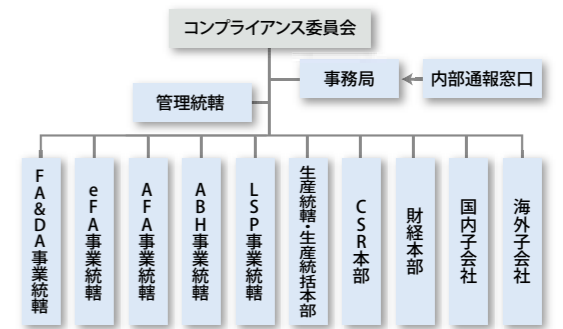 コンプライアンス委員会
事務局
内部通報窓口
管理統轄
FA&DA事業統轄
eFA事業統轄
AFA事業統轄
ABH事業統轄
LSP事業統轄
生産統轄・生産統括本部
CSR本部
財経本部
国内子会社
海外子会社